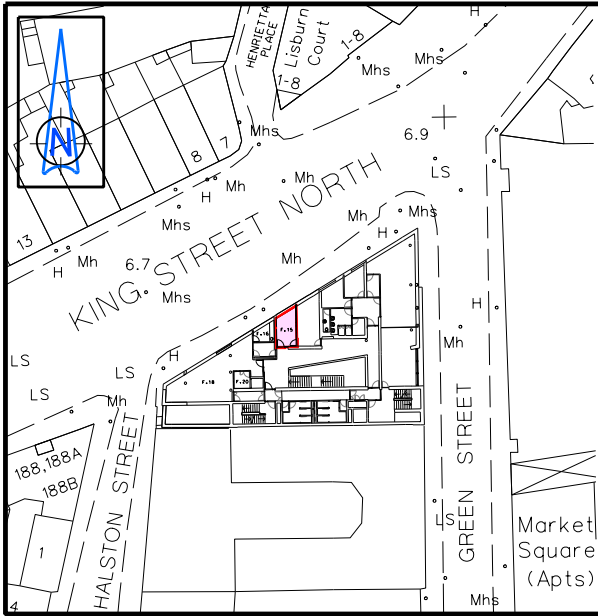 H
HENRIETTA
PLACE
Lisburn
Court
1-8
1-8
Mhs
6.9
LS
N
Mhs
7
8
13
Mh
H
Mh
Mhs
Mh
Mhs
H
H
Mh
6.7
Mhs
Mh
KING STREET NORTH
F.15
F.16
F.18
F.20
H
Mh
LS
LS
LS
H
Mh
188,188A
188B
1
4
HALSTON STREET
GREEN STREET
LS
Market
Square
(Apts)
Mhs